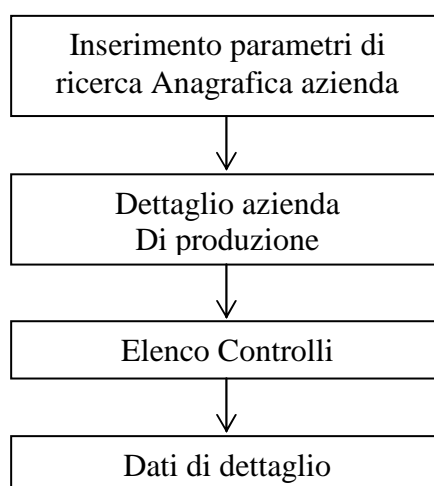 Inserimento parametri di
ricerca Anagrafica azienda
Dettaglio azienda
Di produzione
Elenco Controlli
Dati di dettaglio